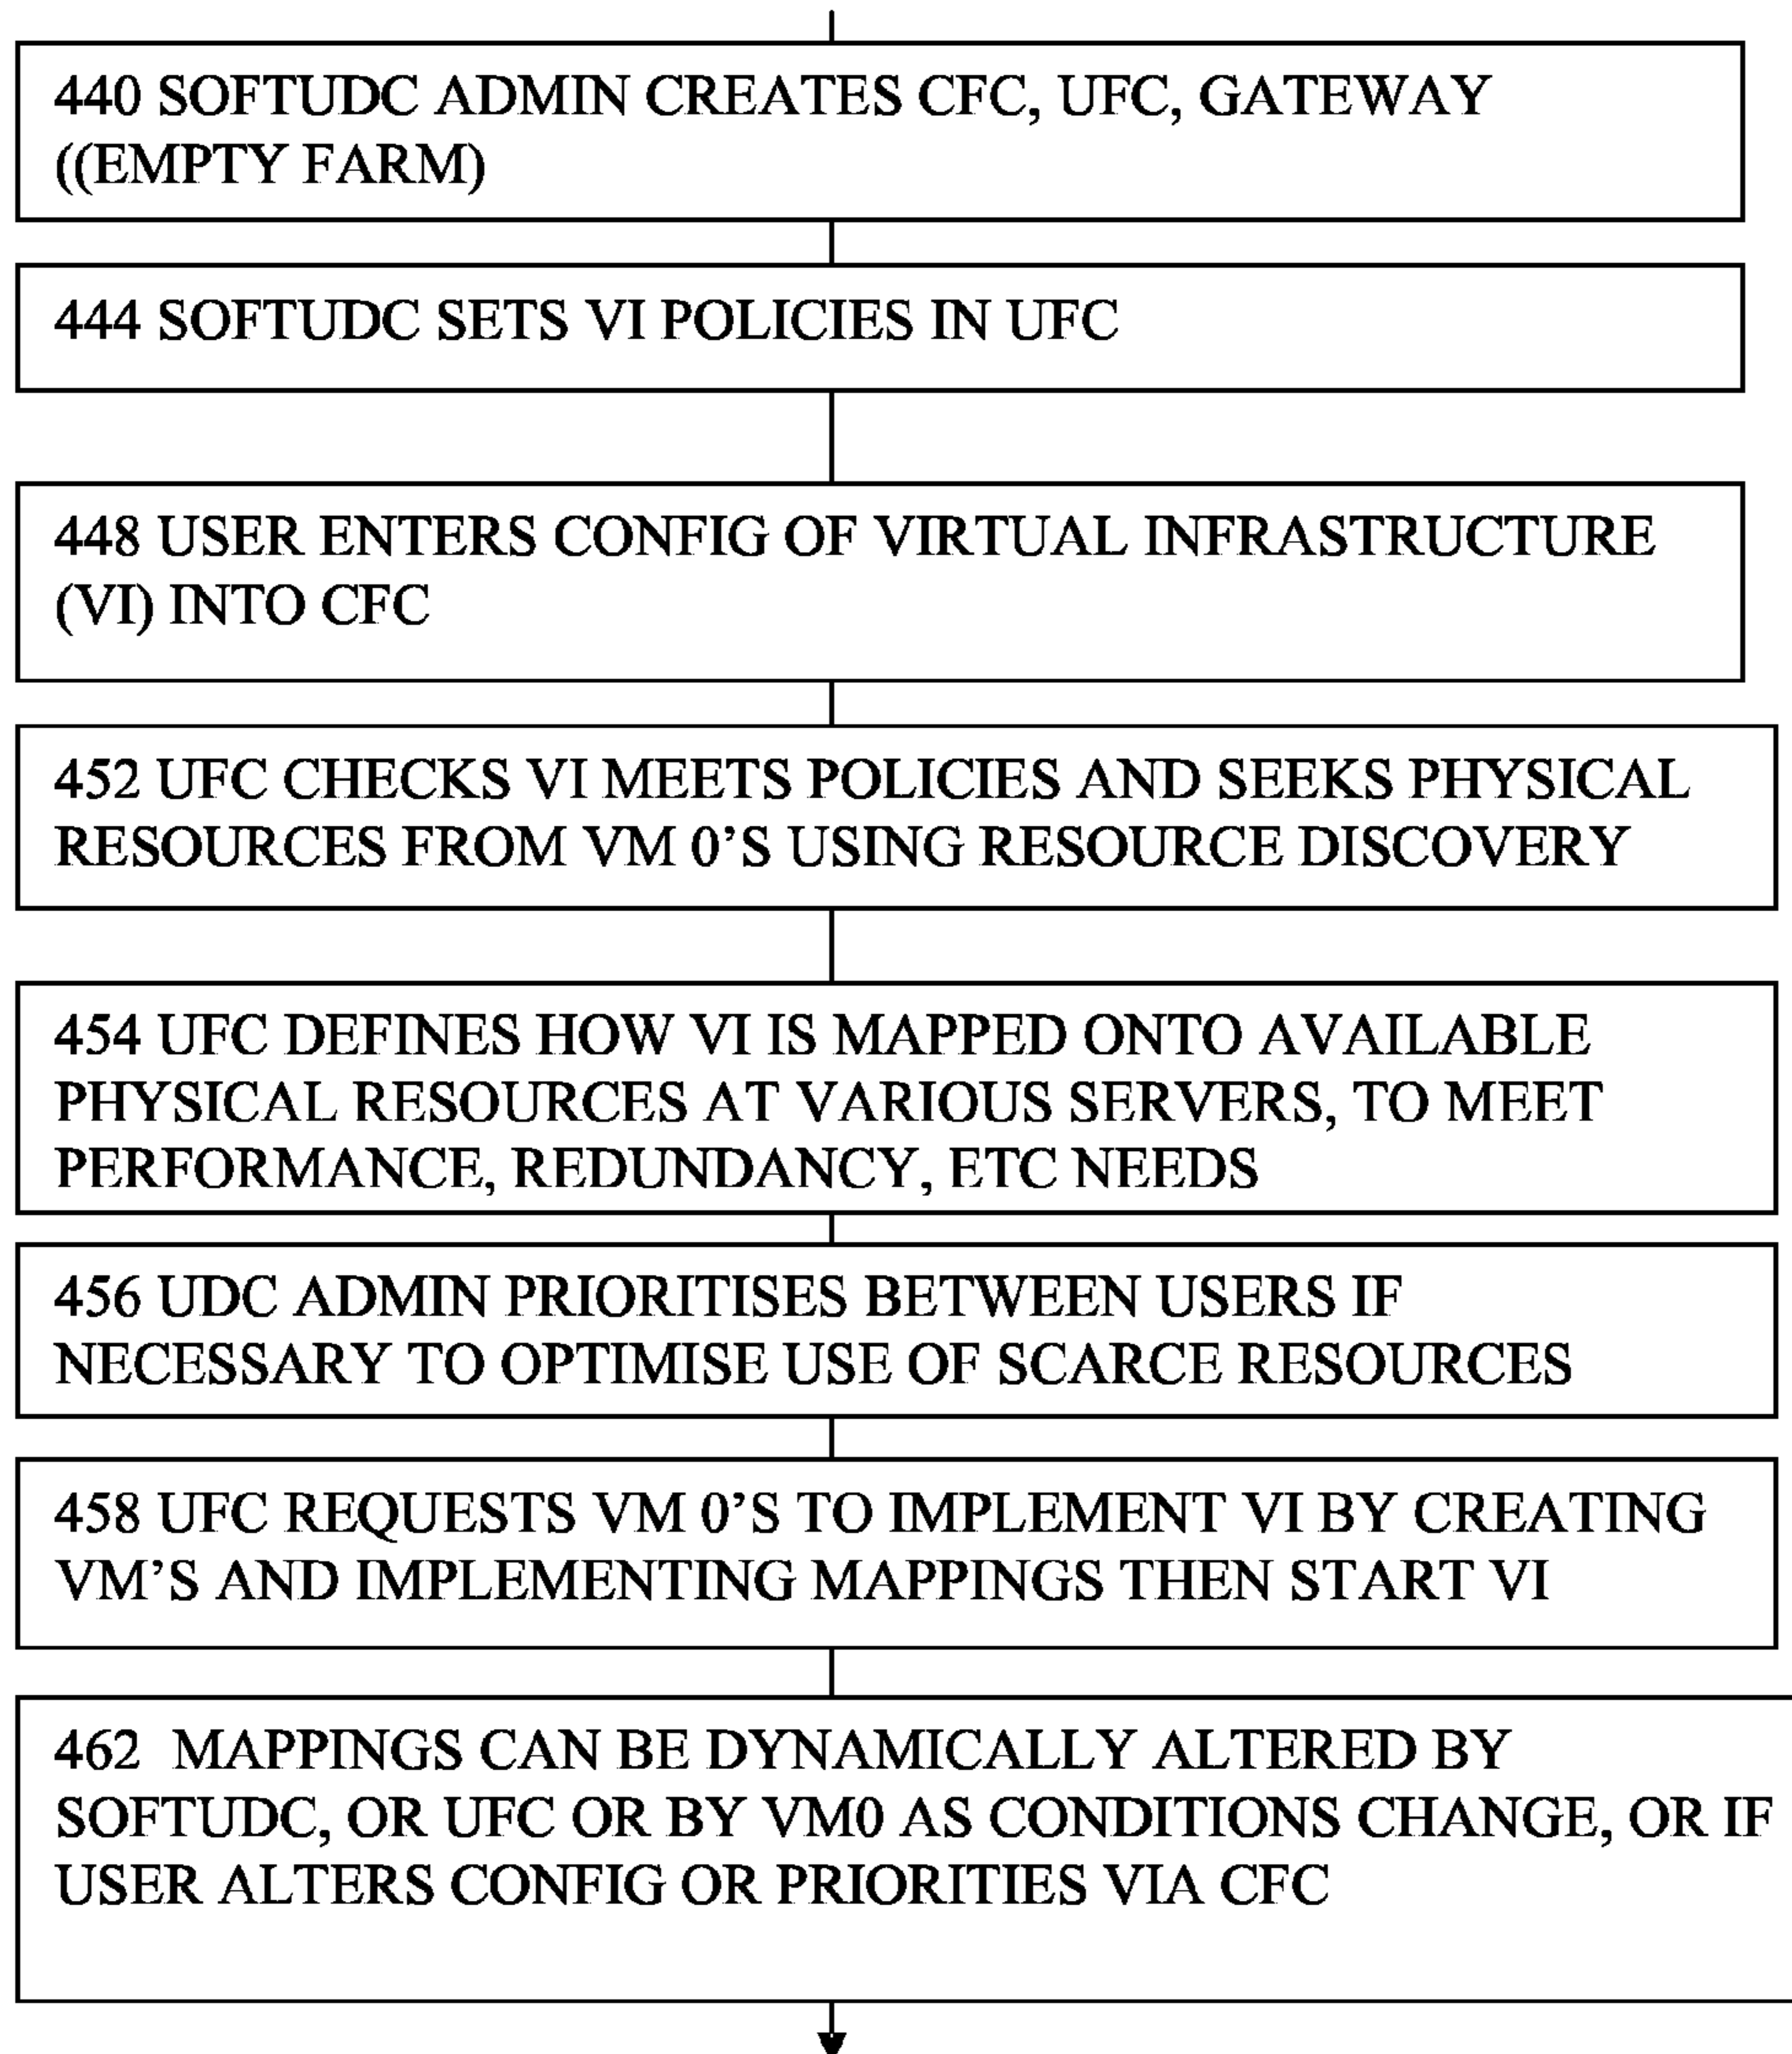 440 SOFTUDC ADMIN CREATES CFC, UFC, GATEWAY
((EMPTY FARM)
444 SOFTUDC SETS VI POLICIES IN UFC
448 USER ENTERS CONFIG OF VIRTUAL INFRASTRUCTURE
(VI) INTO CFC
452 UFC CHECKS VI MEETS POLICIES AND SEEKS PHYSICAL
RESOURCES FROM VM 0’S USING RESOURCE DISCOVERY
454 UFC DEFINES HOW VI IS MAPPED ONTO AVAILABLE
PHYSICAL RESOURCES AT VARIOUS SERVERS, TO MEET
PERFORMANCE, REDUNDANCY, ETC NEEDS
456 UDC ADMIN PRIORITISES BETWEEN USERS IF
NECESSARY TO OPTIMISE USE OF SCARCE RESOURCES
458 UFC REQUESTS VM 0’S TO IMPLEMENT VI BY CREATING
VM’S AND IMPLEMENTING MAPPINGS THEN START VI
462 MAPPINGS CAN BE DYNAMICALLY ALTERED BY
SOFTUDC, OR UFC OR BY VM0 AS CONDITIONS CHANGE, OR IF
USER ALTERS CONFIG OR PRIORITIES VIA CFC